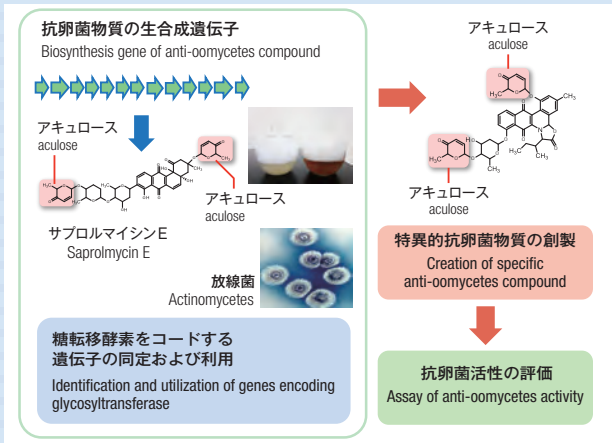 抗卵菌物質の生合成遺伝子
Biosynthesis gene of anti-oomycetes compound
アキュロース
aculose
アキュロース
aculose
サプロルマイシンE
Saprolmycin E
放線菌
Actinomycetes
糖転移酵素をコードする
遺伝子の同定および利用
Identification and utilization of genes encoding
glycosyltransferase
アキュロース
aculose
アキュロース
aculose
特異的抗卵菌物質の創製
Creation of specific
anti-oomycetes compound
抗卵菌活性の評価
Assay of anti-oomycetes activity